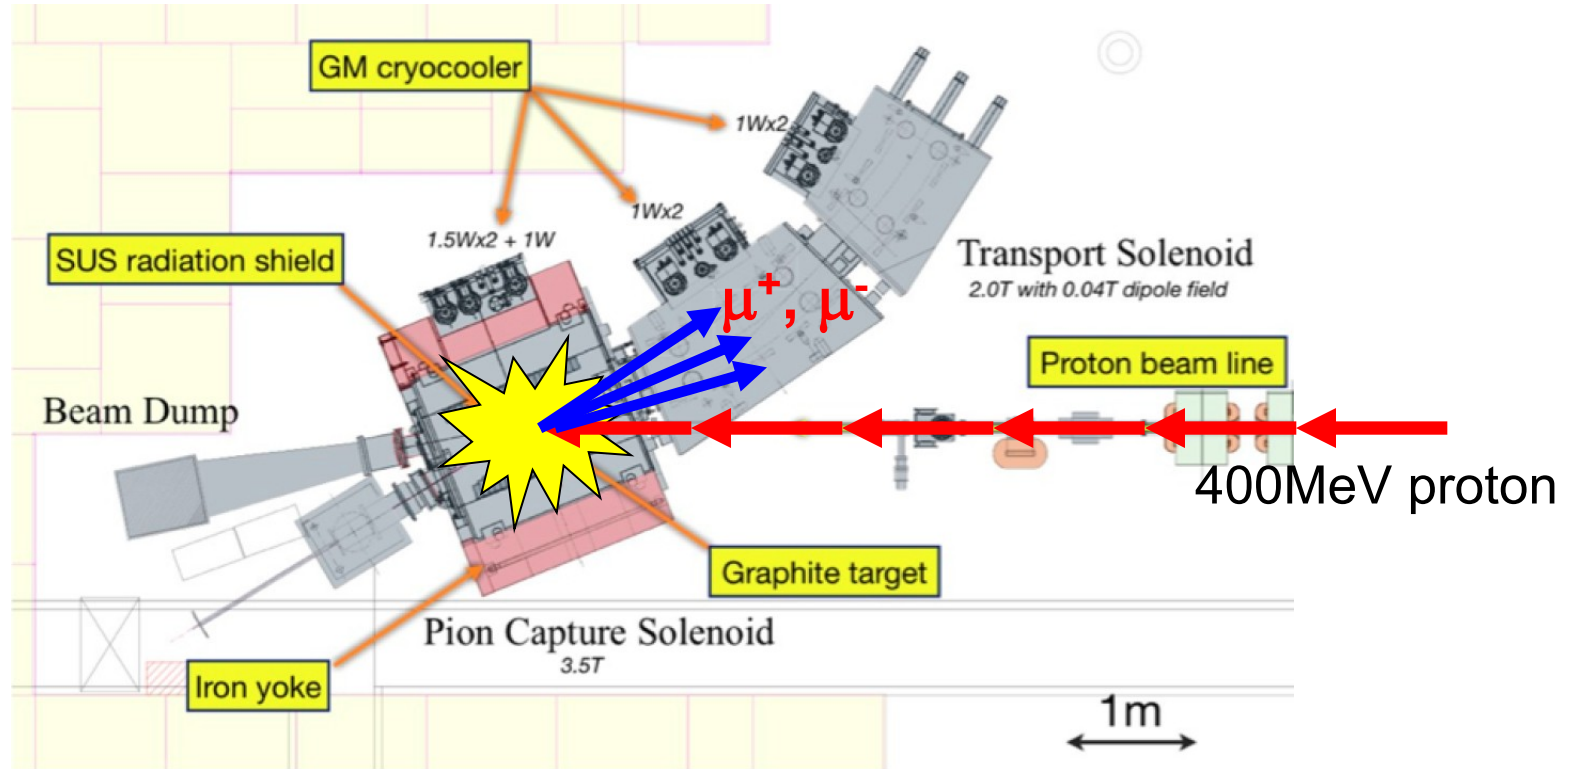 GM cryocooler
1Wx2
1Wx2
1.5Wx2 + 1W
SUS radiation shield
Transport Solenoid
2.0T with 0.04T dipole field
μ+, μ-
Proton beam line
Beam Dump
400MeV proton
Graphite target
Pion Capture Solenoid
3.5T
Iron yoke
1m